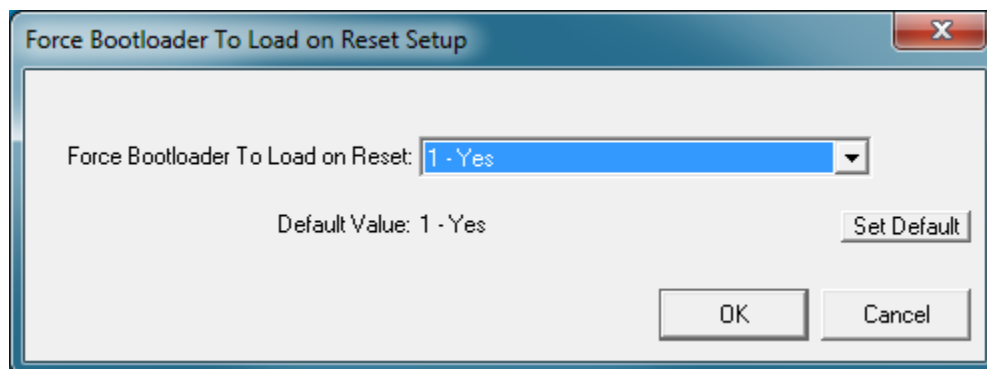 Force Bootloader To Load on Reset Setup
Force Bootloader To Load on Reset: 1 - Yes
Default Value: 1 - Yes Set Default
OK Cancel